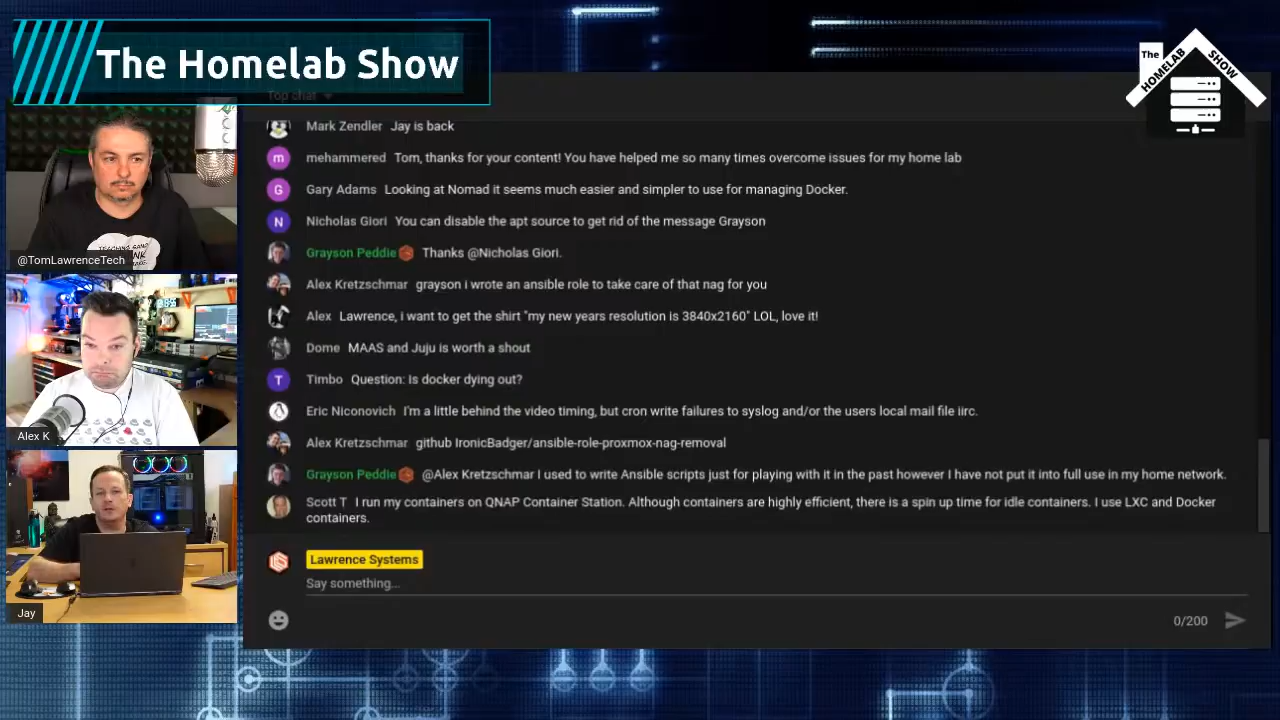 The Homelab Show
The
HOMELAB
SHOW
Top chat
Mark Zendler Jay is back
m mehammered Tom, thanks for your content! You have helped me so many times overcome issues for my home lab
G Gary Adams Looking at Nomad it seems much easier and simpler to use for managing Docker.
N Nicholas Giori You can disable the apt source to get rid of the message Grayson
Grayson Peddie Thanks @Nicholas Giori.
Alex Kretzschmar grayson i wrote an ansible role to take care of that nag for you
Alex Lawrence, i want to get the shirt "my new years resolution is 3840x2160" LOL, love it!
Dome MAAS and Juju is worth a shout
T Timbo Question: Is docker dying out?
Eric Niconovich I'm a little behind the video timing, but cron write failures to syslog and/or the users local mail file iirc.
Alex Kretzschmar github IronicBadger/ansible-role-proxmox-nag-removal
Grayson Peddie @Alex Kretzschmar I used to write Ansible scripts just for playing with it in the past however I have not put it into full use in my home network.
Scott T I run my containers on QNAP Container Station. Although containers are highly efficient, there is a spin up time for idle containers. I use LXC and Docker
containers.
Lawrence Systems
Say something...
0/200
TEACHING SAND
@TomLawrenceTech
Alex K
Jay